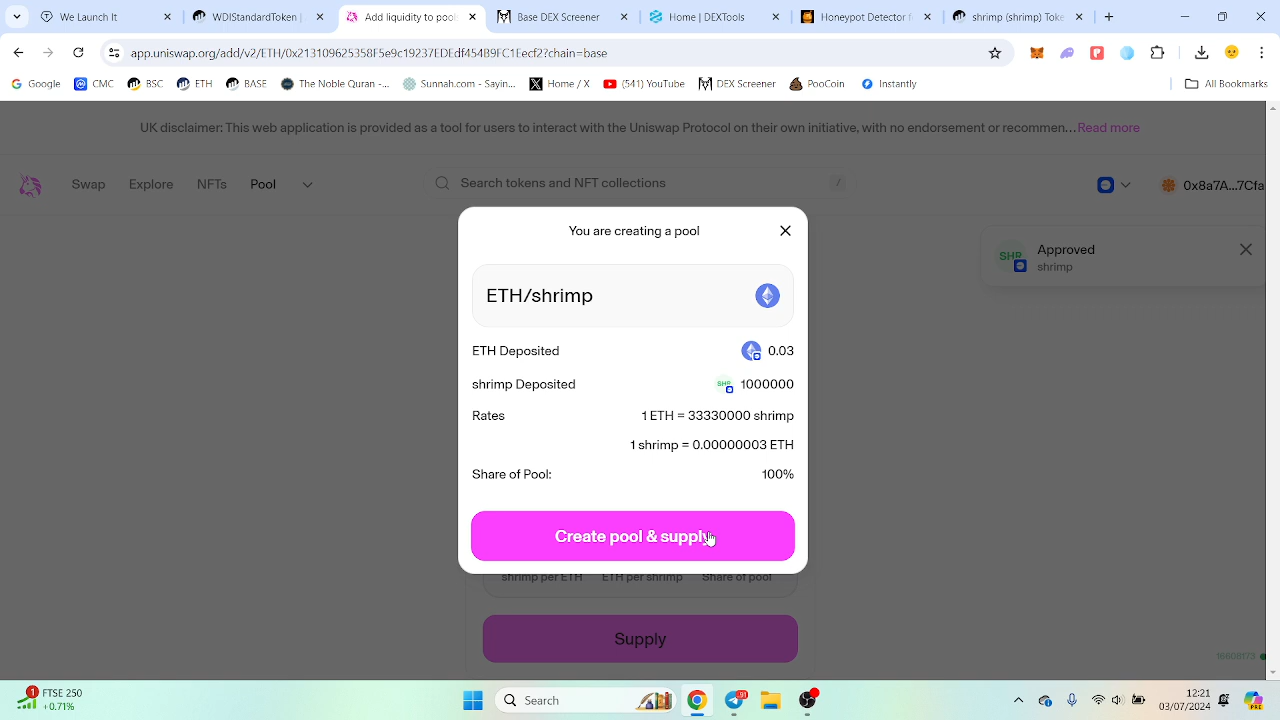 WDIStandardToken
Add liquidity to poo
DEX Screener
Home | DEXTools
Honeypot Detector f
shrimp (shrimp) Toke
app.uniswap.org/add/v2/ETH/
Google
CMC
BSC
ETH
BASE
The Noble Quran -...
Sunnah.com - Sayin...
Home / X
(541) YouTube
DEX Screener
PooCoin
Instantly
All Bookmarks
UK disclaimer: This web application is provided as a tool for users to interact with the Uniswap Protocol on their own initiative, with no endorsement or recommen... Read more
Swap
Explore
NFTs
Pool
Search tokens and NFT collections
/
0x8a7A...7Cfa
You are creating a pool
SHR
Approved
shrimp
ETH/shrimp
ETH Deposited
0.03
shrimp Deposited
SHR
1000000
Rates
1 ETH = 33330000 shrimp
1 shrimp = 0.00000003 ETH
Share of Pool:
100%
Create pool & supply
shrimp per ETH
ETH per shrimp
Share of pool
Supply
16608173
1
FTSE 250
+0.71%
Search
91
12:21
03/07/2024
PRE